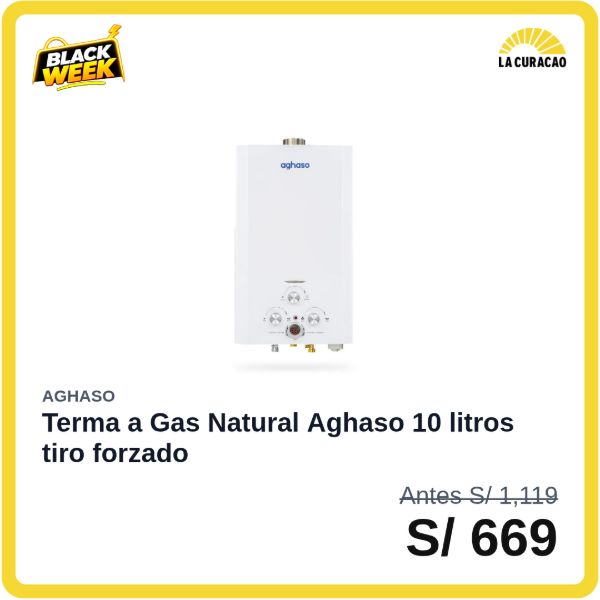 BLACK
WEEK
LA CURACAO
aghaso
AGHASO
Terma a Gas Natural Aghaso 10 litros
tiro forzado
Antes S/ 1,119
S/ 669